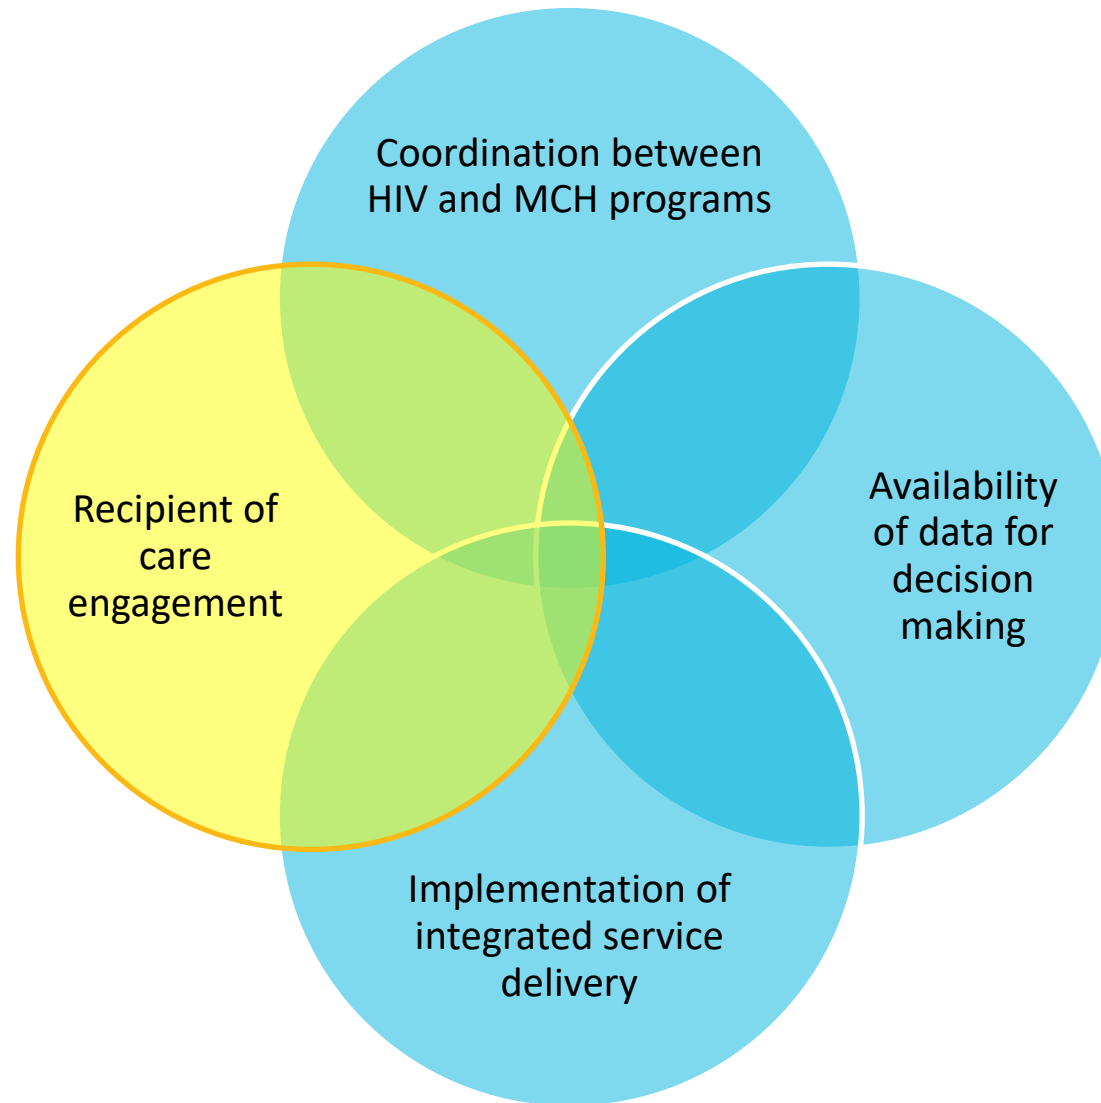 Coordination between
HIV and MCH programs
Recipient of
care
engagement
Availability
of data for
decision
making
Implementation of
integrated service
delivery